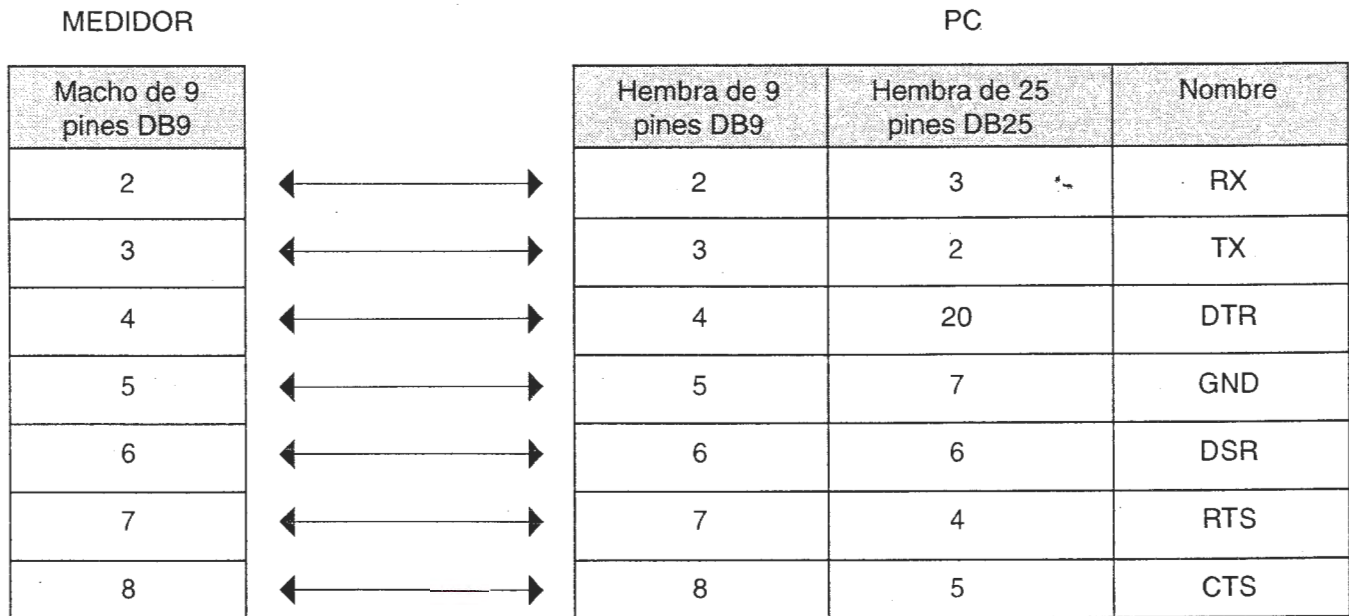 MEDIDOR PC
Macho de 9 Hembra de 9 Hembra de 25 Nombre
pines DB9 pines DB9 pines DB25
2 2 3 RX
3 3 2 TX
4 4 20 DTR
5 5 7 GND
6 6 6 DSR
7 7 4 RTS
8 8 5 CTS